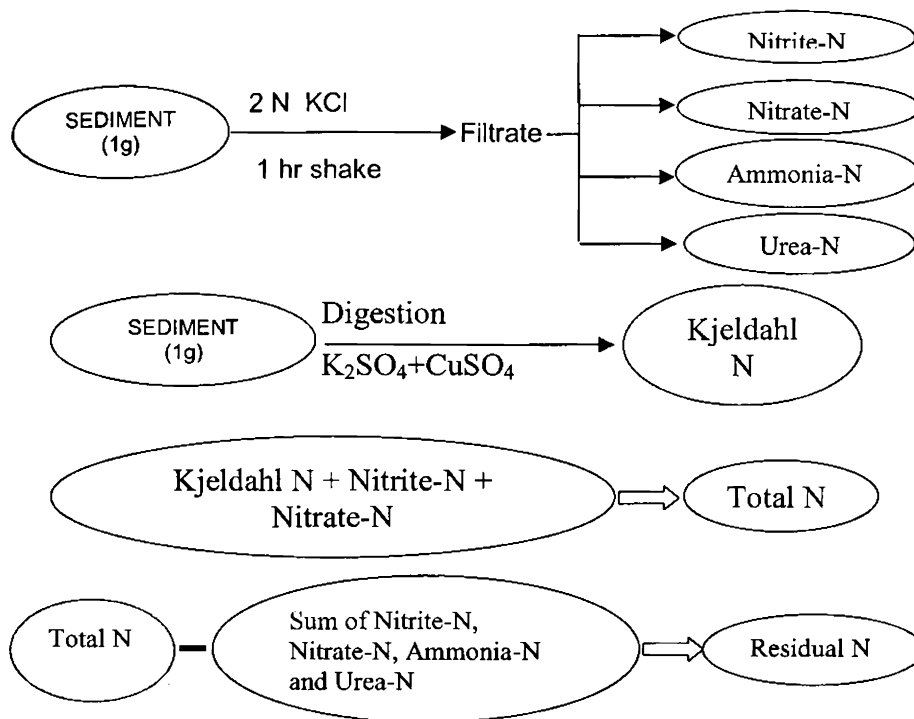 Nitrite-N
2 N KCl
SEDIMENT
(1g)
Filtrate
Nitrate-N
1 hr shake
Ammonia-N
Urea-N
SEDIMENT
(1g)
Digestion
K₂SO₄+CuSO₄
Kjeldahl
N
Kjeldahl N + Nitrite-N +
Nitrate-N
Total N
Total N
Sum of Nitrite-N,
Nitrate-N, Ammonia-N
and Urea-N
Residual N